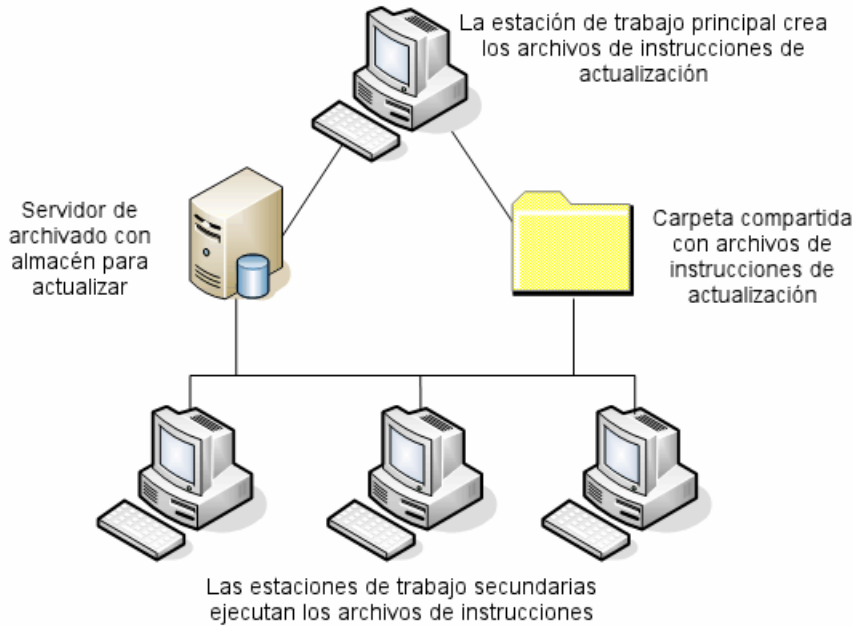 La estación de trabajo principal crea
los archivos de instrucciones de
actualización
Servidor de
archivado con
almacén para
actualizar
Carpeta compartida
con archivos de
instrucciones de
actualización
Las estaciones de trabajo secundarias
ejecutan los archivos de instrucciones